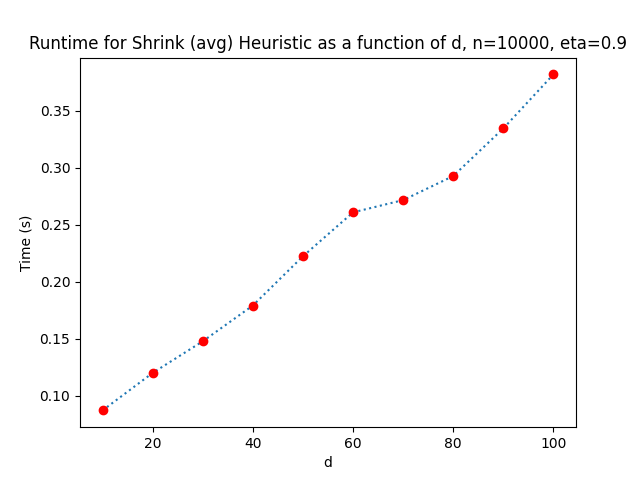 Runtime for Shrink (avg) Heuristic as a function of d, n=10000, eta=0.9
0.35
0.30
0.25
0.20
0.15
0.10
Time (s)
20 40 60 80 100
d